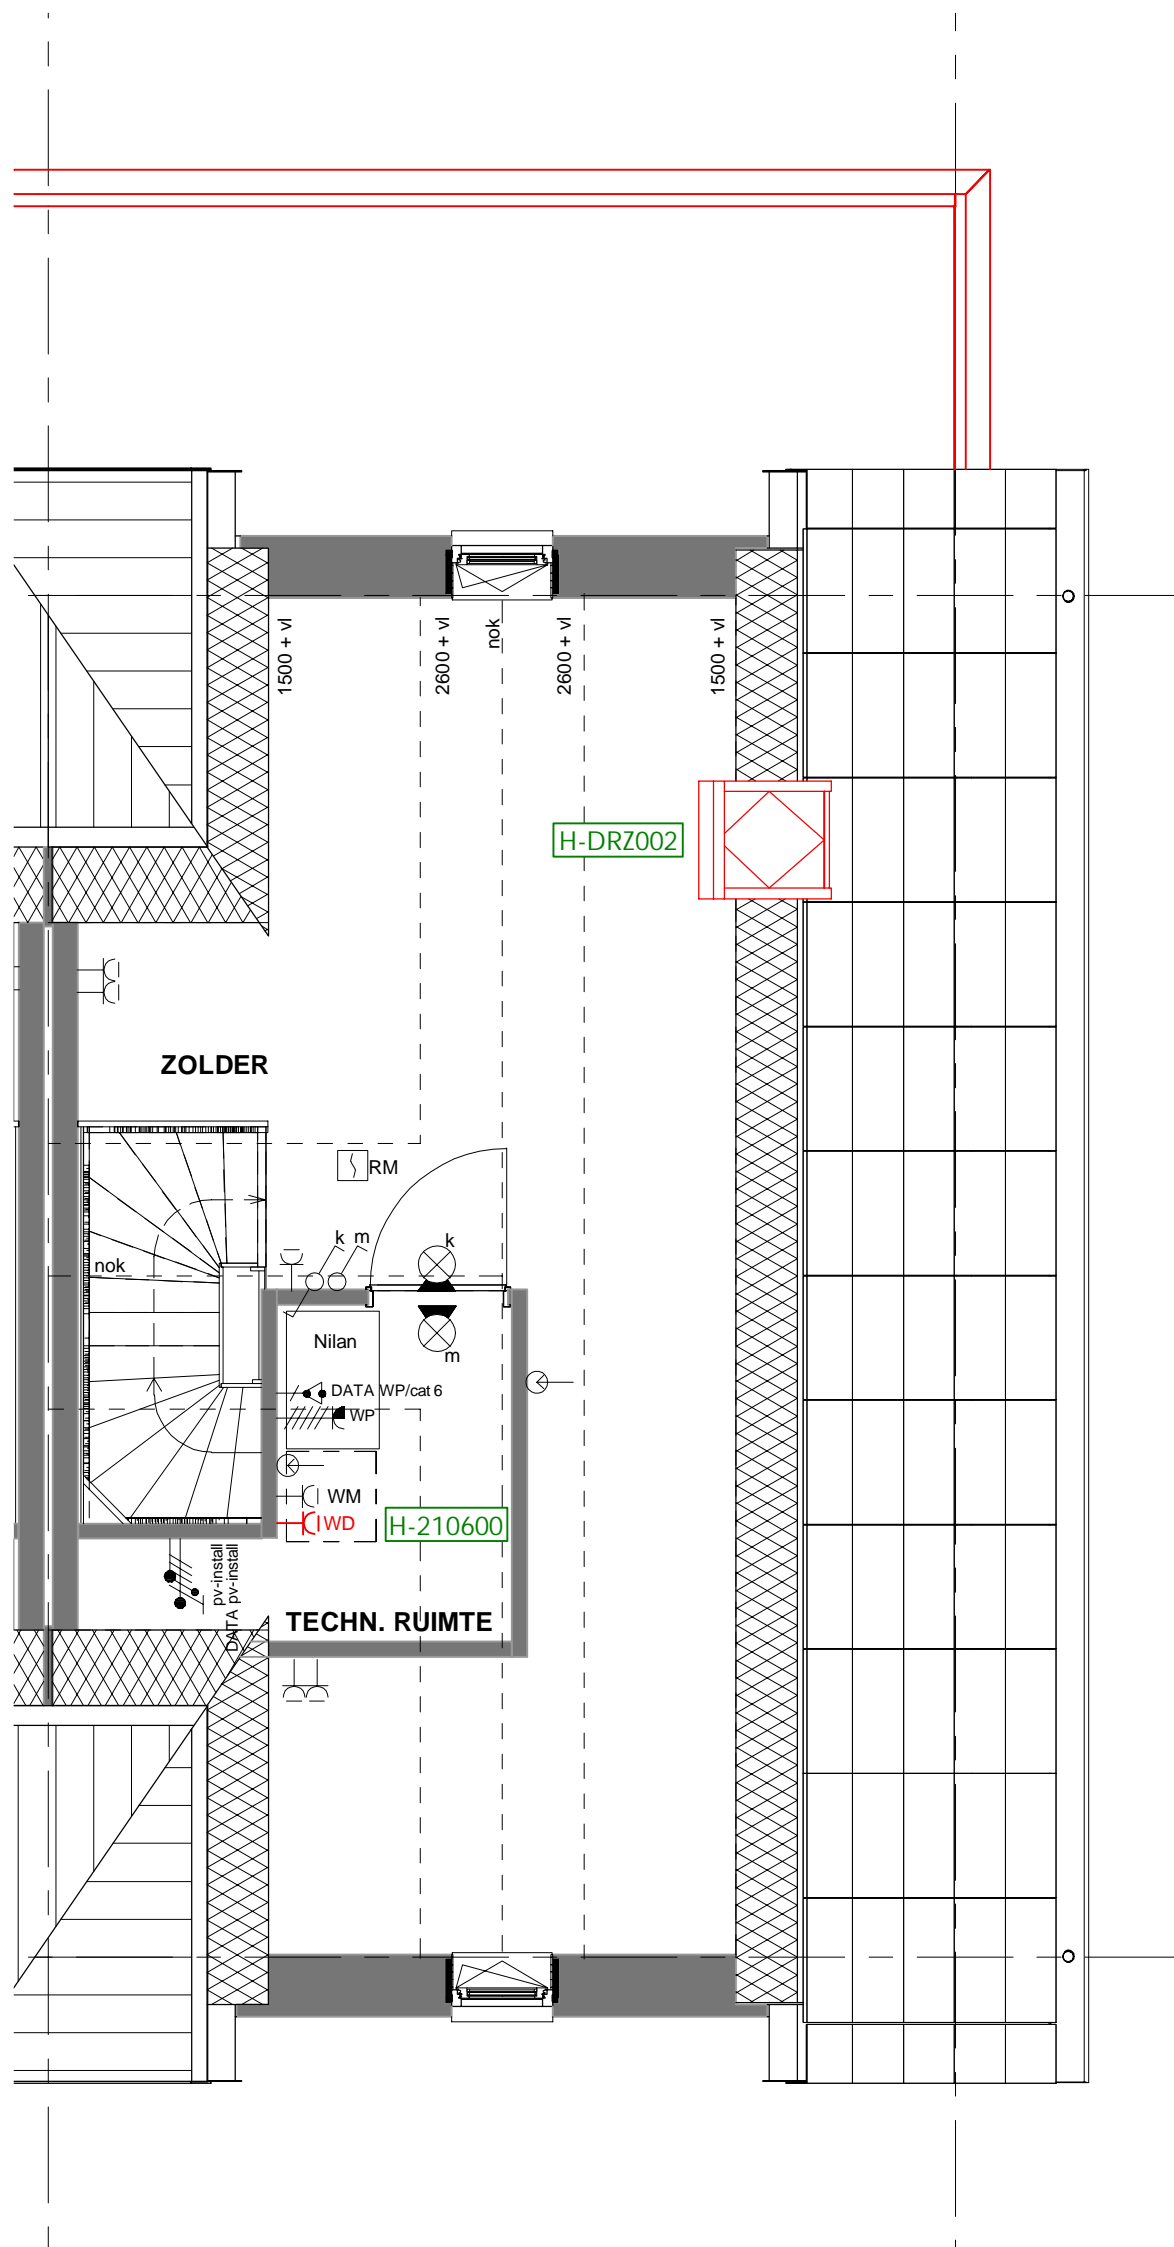 1500 + vl
2600 + vl
nok
2600 + vl
1500 + vl
H-DRZ002
ZOLDER
RM
k m
k
nok
Nilan
m
DATA WP/cat 6
WP
WM
WD
H-210600
pv-install
DATA pv-install
TECHN. RUIMTE